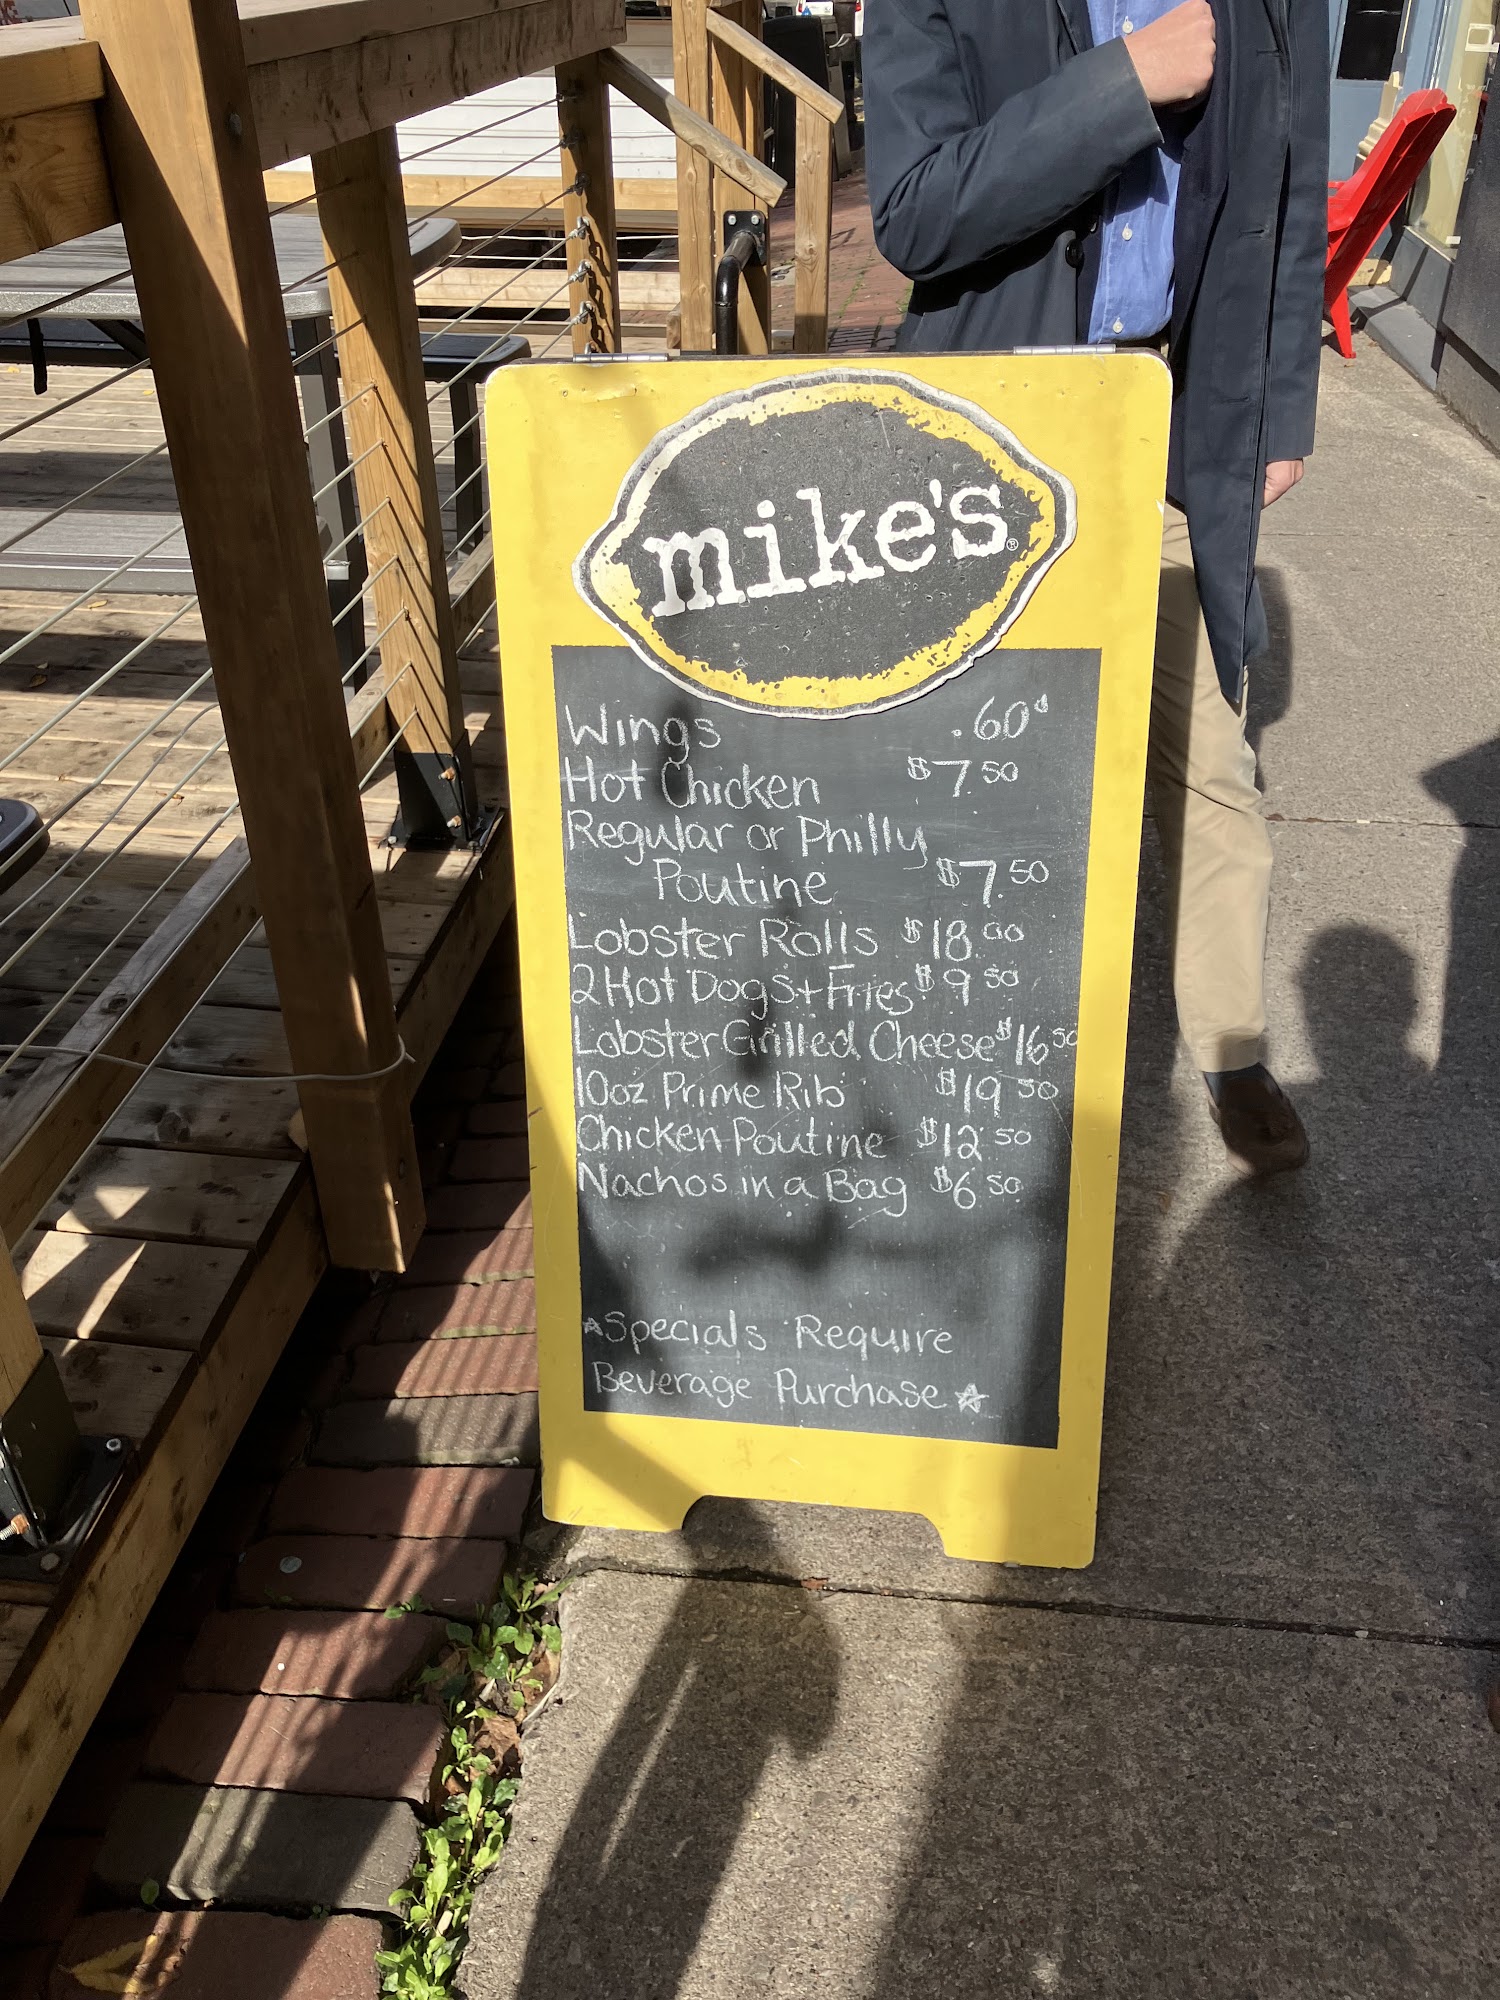 mike's®
Wings .60¢
Hot Chicken $7.50
Regular or Philly
Poutine $7.50
Lobster Rolls $18.00
2 Hot Dogs + Fries $9.50
Lobster Grilled Cheese $16.50
10oz Prime Rib $19.50
Chicken Poutine $12.50
Nachos in a Bag $6.50
☆Specials Require
Beverage Purchase☆